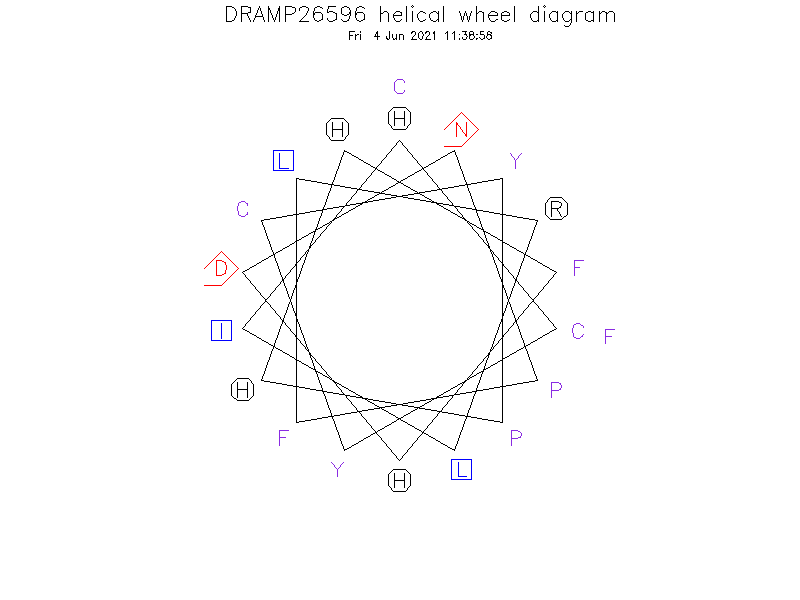 DRAMP26596 helical wheel diagram
Fri 4 Jun 2021 11:38:58
C
H H N
L Y
C R
D F
I C F
H P
F P
Y L
H